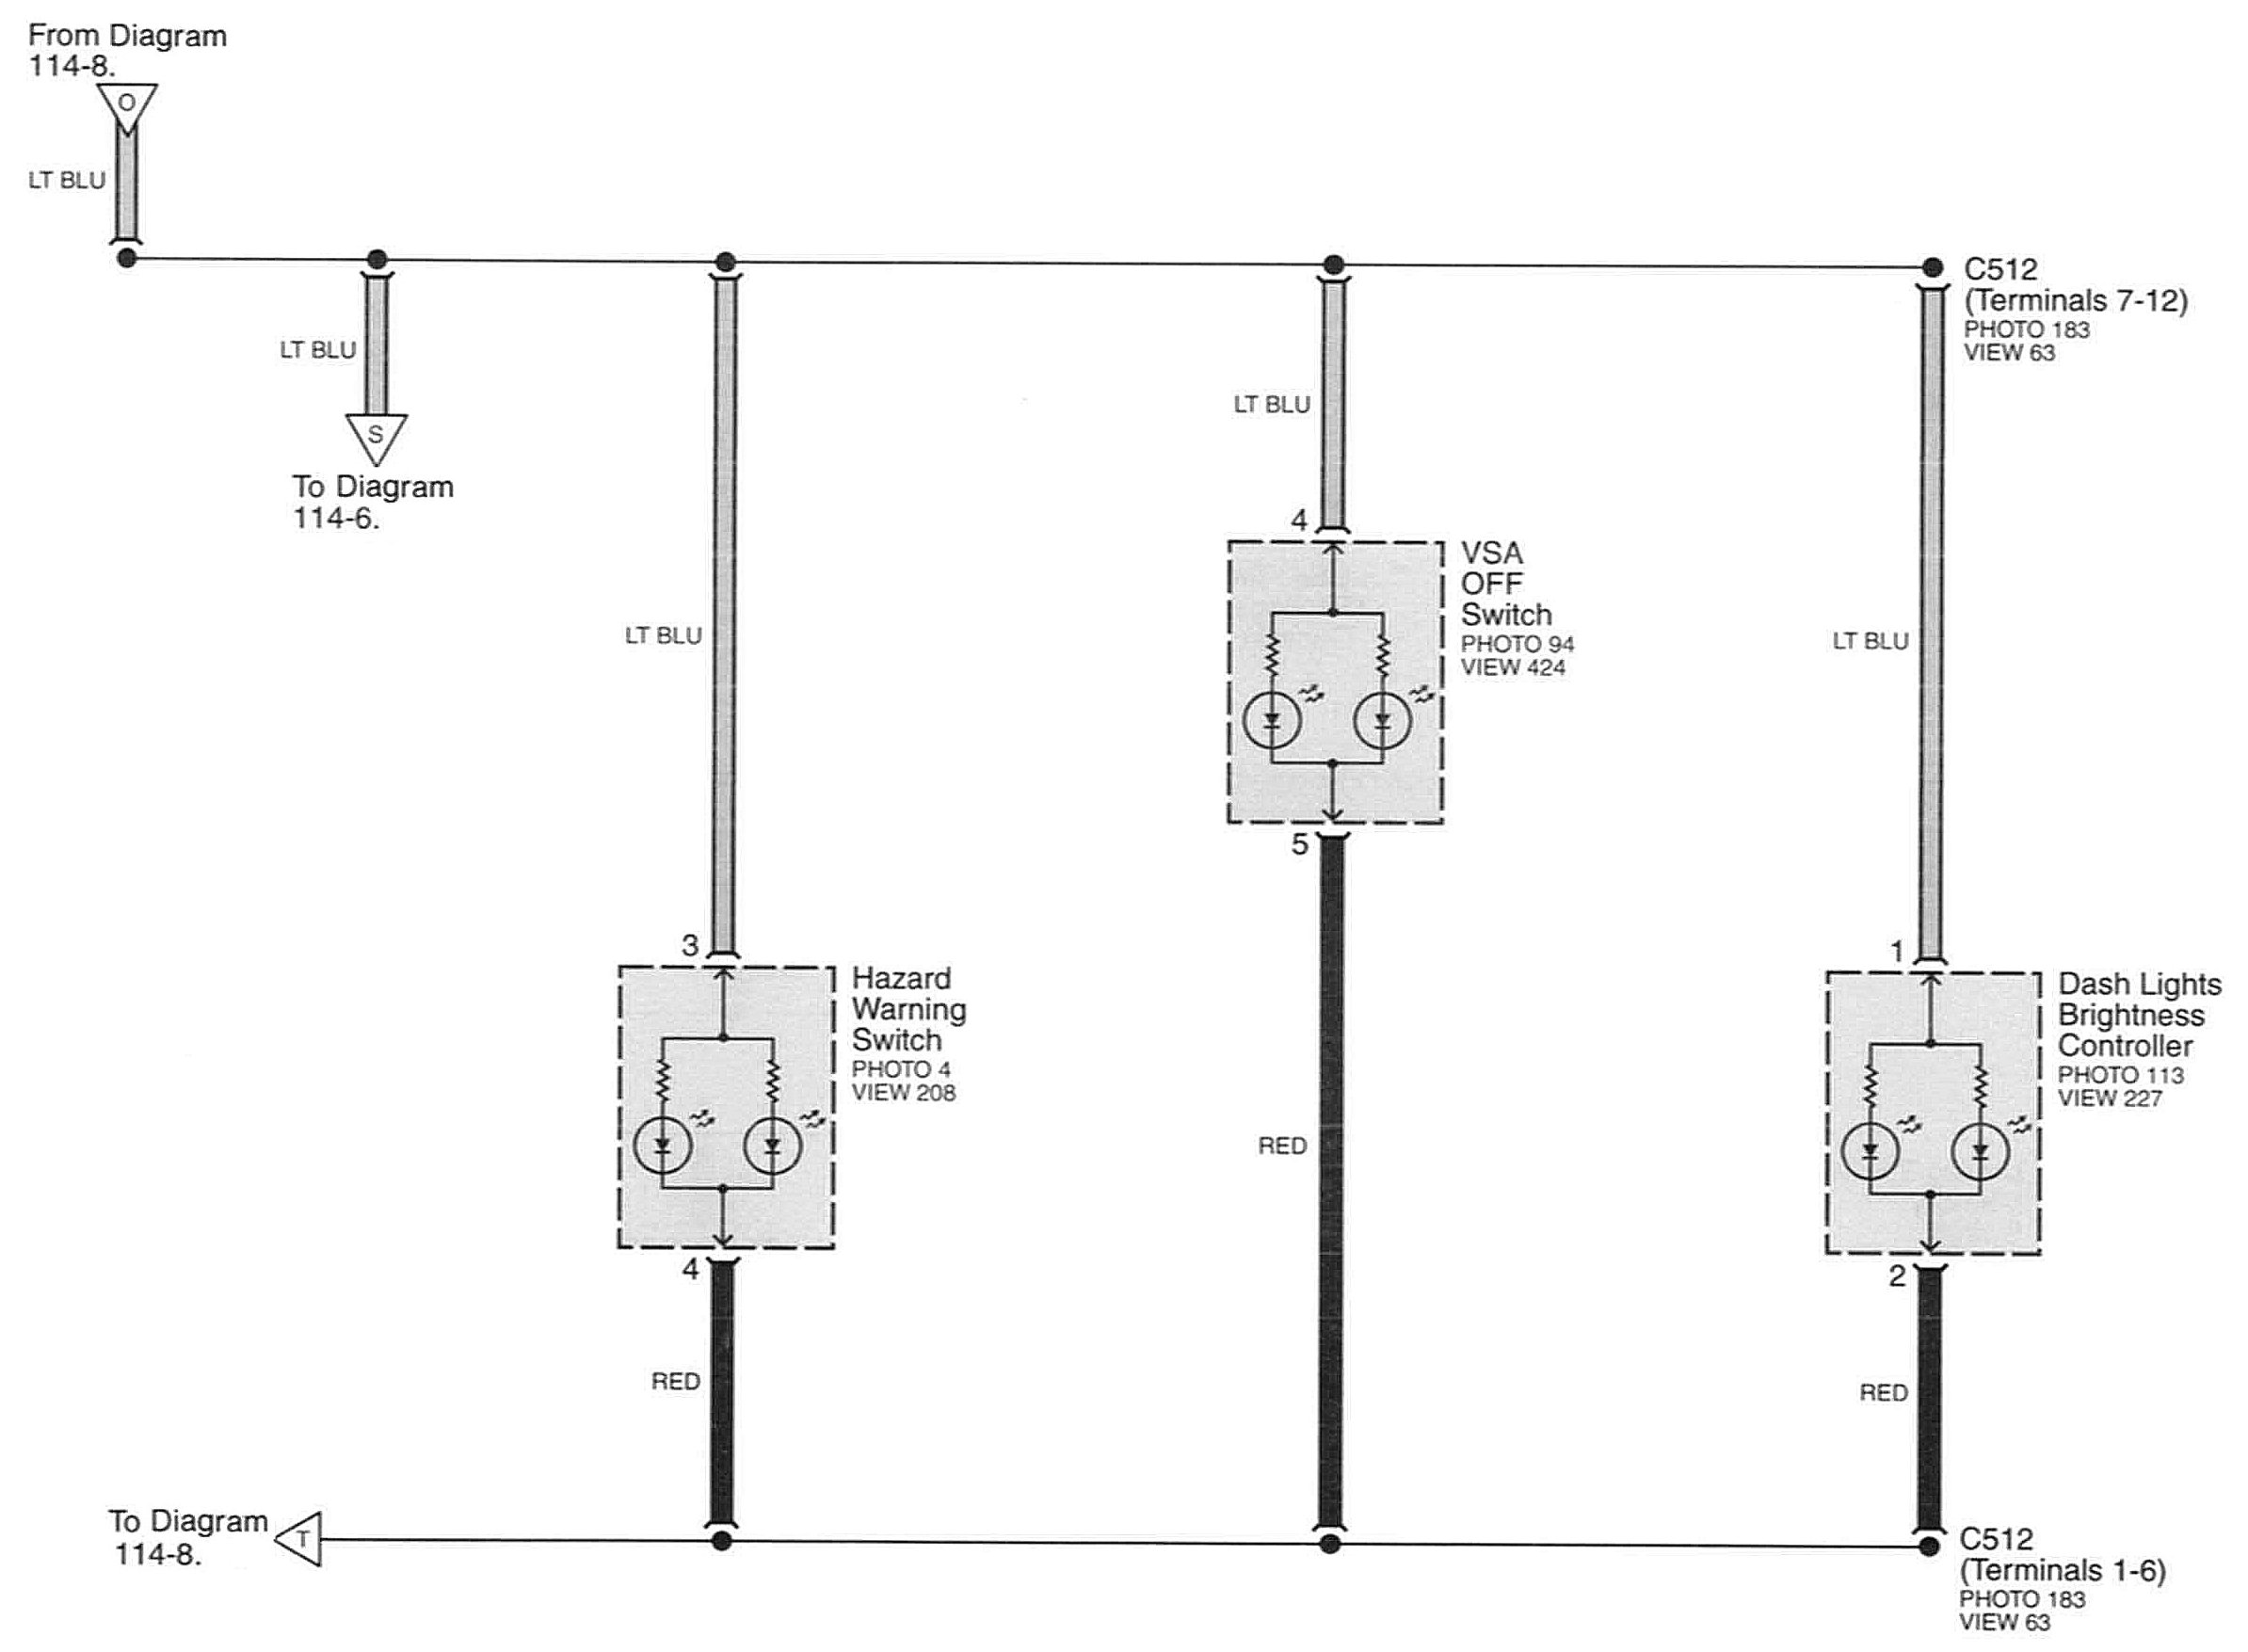 From Diagram
114-8.
O
LT BLU
C512
(Terminals 7-12)
PHOTO 183
VIEW 63
LT BLU
S
To Diagram
114-6.
LT BLU
4
VSA
OFF
Switch
PHOTO 94
VIEW 424
LT BLU
LT BLU
5
3
Hazard
Warning
Switch
PHOTO 4
VIEW 208
1
Dash Lights
Brightness
Controller
PHOTO 113
VIEW 227
RED
4
2
RED
RED
To Diagram
114-8.
T
C512
(Terminals 1-6)
PHOTO 183
VIEW 63